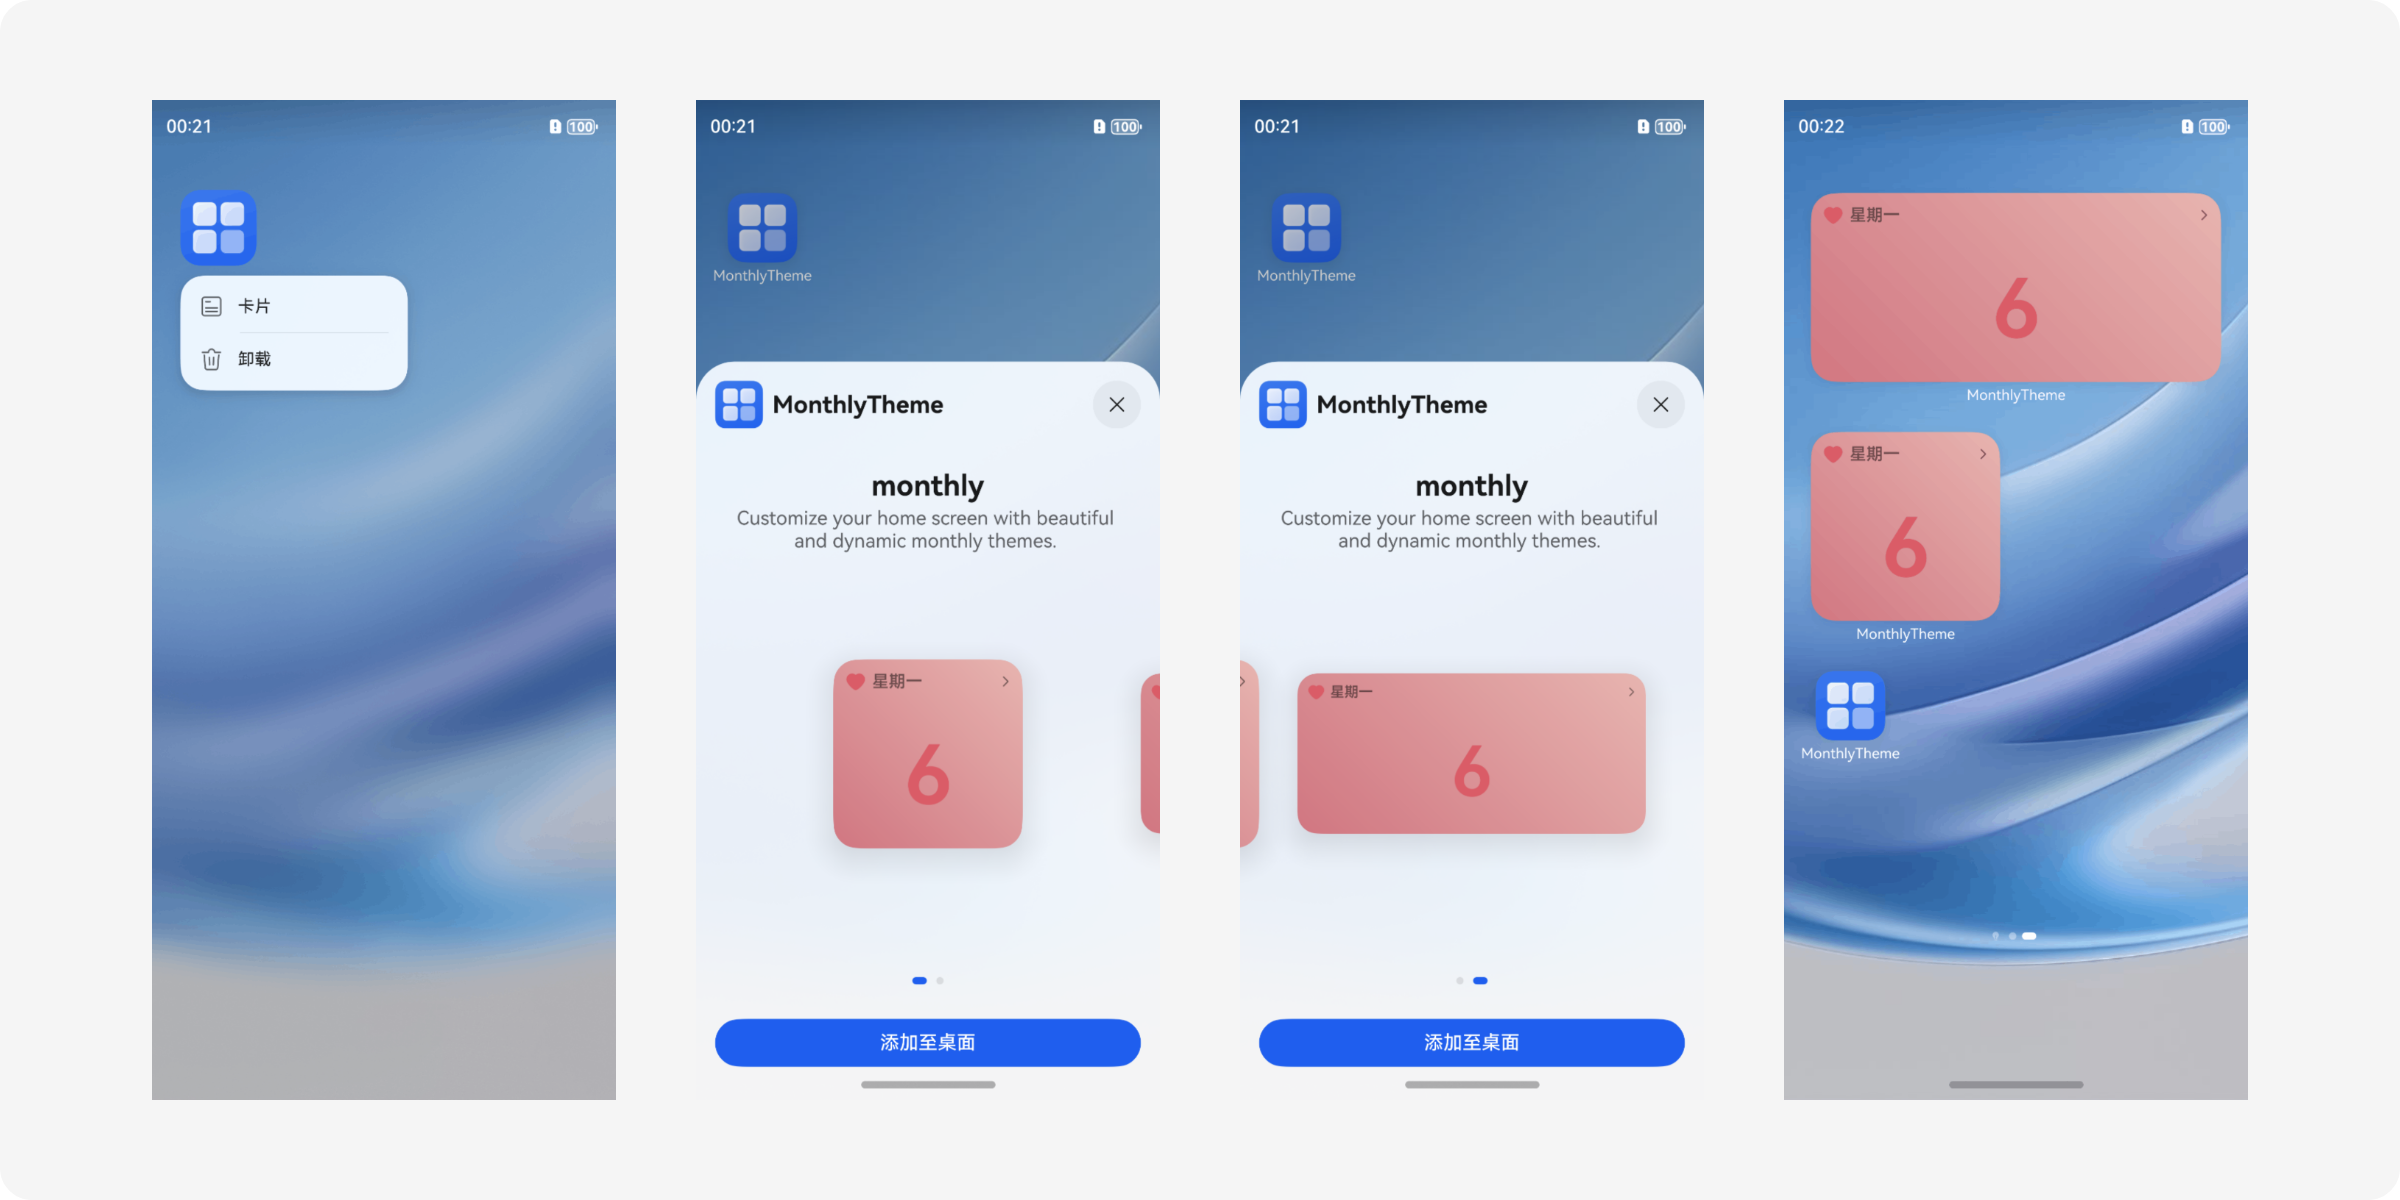 00:21
100
卡片
卸载
00:21
100
MonthlyTheme
MonthlyTheme
monthly
Customize your home screen with beautiful
and dynamic monthly themes.
星期一
6
添加至桌面
00:21
100
MonthlyTheme
MonthlyTheme
monthly
Customize your home screen with beautiful
and dynamic monthly themes.
星期一
6
添加至桌面
00:22
100
星期一
6
MonthlyTheme
星期一
6
MonthlyTheme
MonthlyTheme